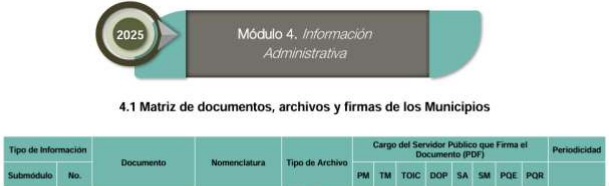 2025
Módulo 4. Información
Administrativa
4.1 Matriz de documentos, archivos y firmas de los Municipios
Tipo de Información
Documento
Nomenclatura
Tipo de Archivo
Cargo del Servidor Público que Firma el
Documento (PDF)
Periodicidad
Submódulo No.
PM TM TOIC DOP SA SM PQE PQR